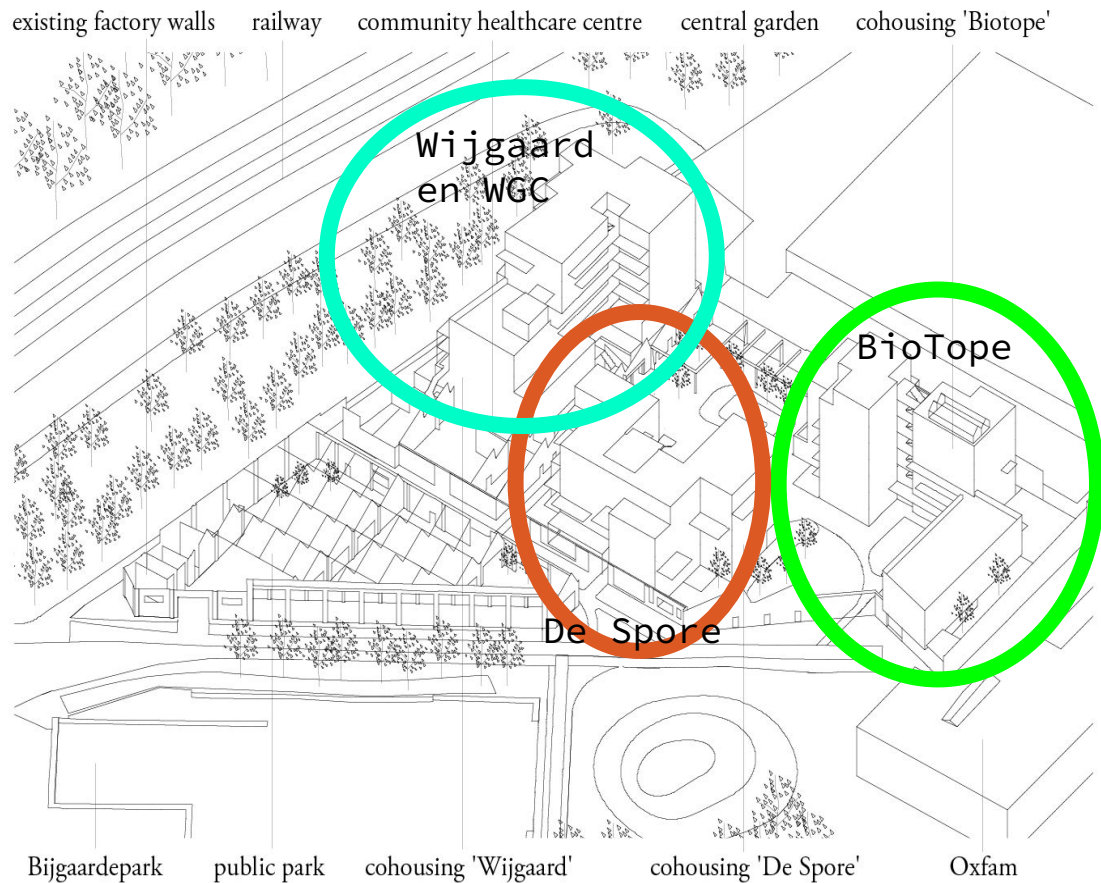 existing factory walls
railway
community healthcare centre
central garden
cohousing 'Biotope'
Wijgaard
en WGC
BioTope
De Spore
Bijgaardepark
public park
cohousing 'Wijgaard'
cohousing 'De Spore'
Oxfam